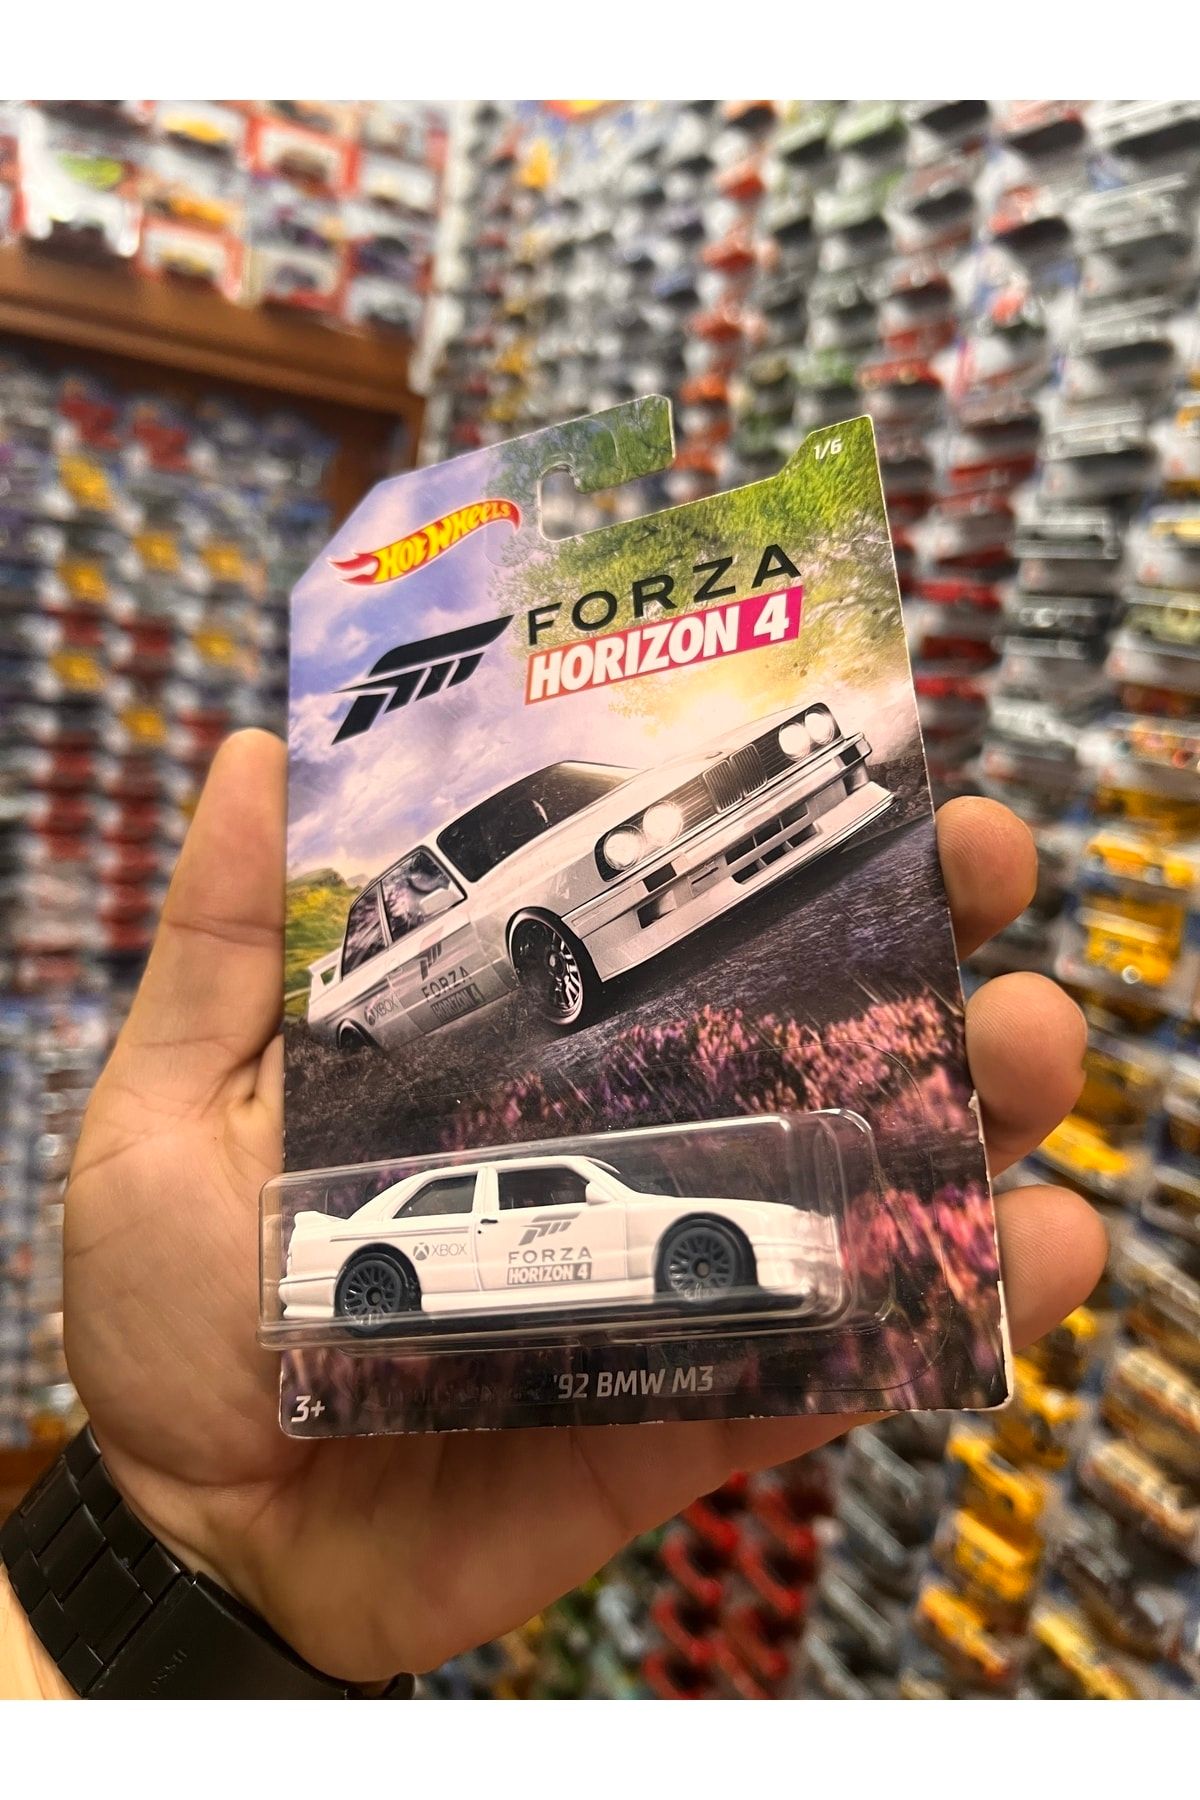 1/6
Hot Wheels
FORZA
HORIZON 4
XBOX
FORZA
HORIZON 4
XBOX
FORZA
HORIZON 4
'92 BMW M3
3+